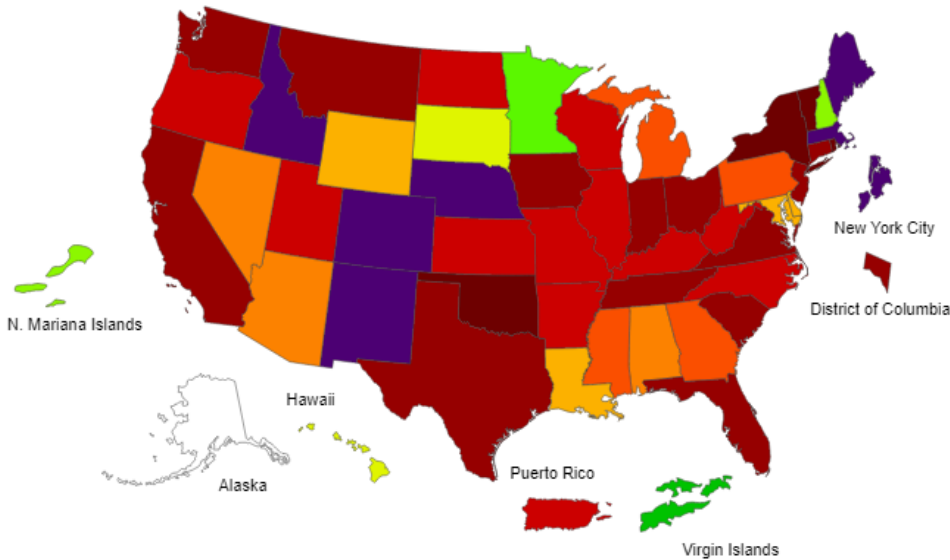 New York City
District of Columbia
N. Mariana Islands
Hawaii
Alaska
Puerto Rico
Virgin Islands